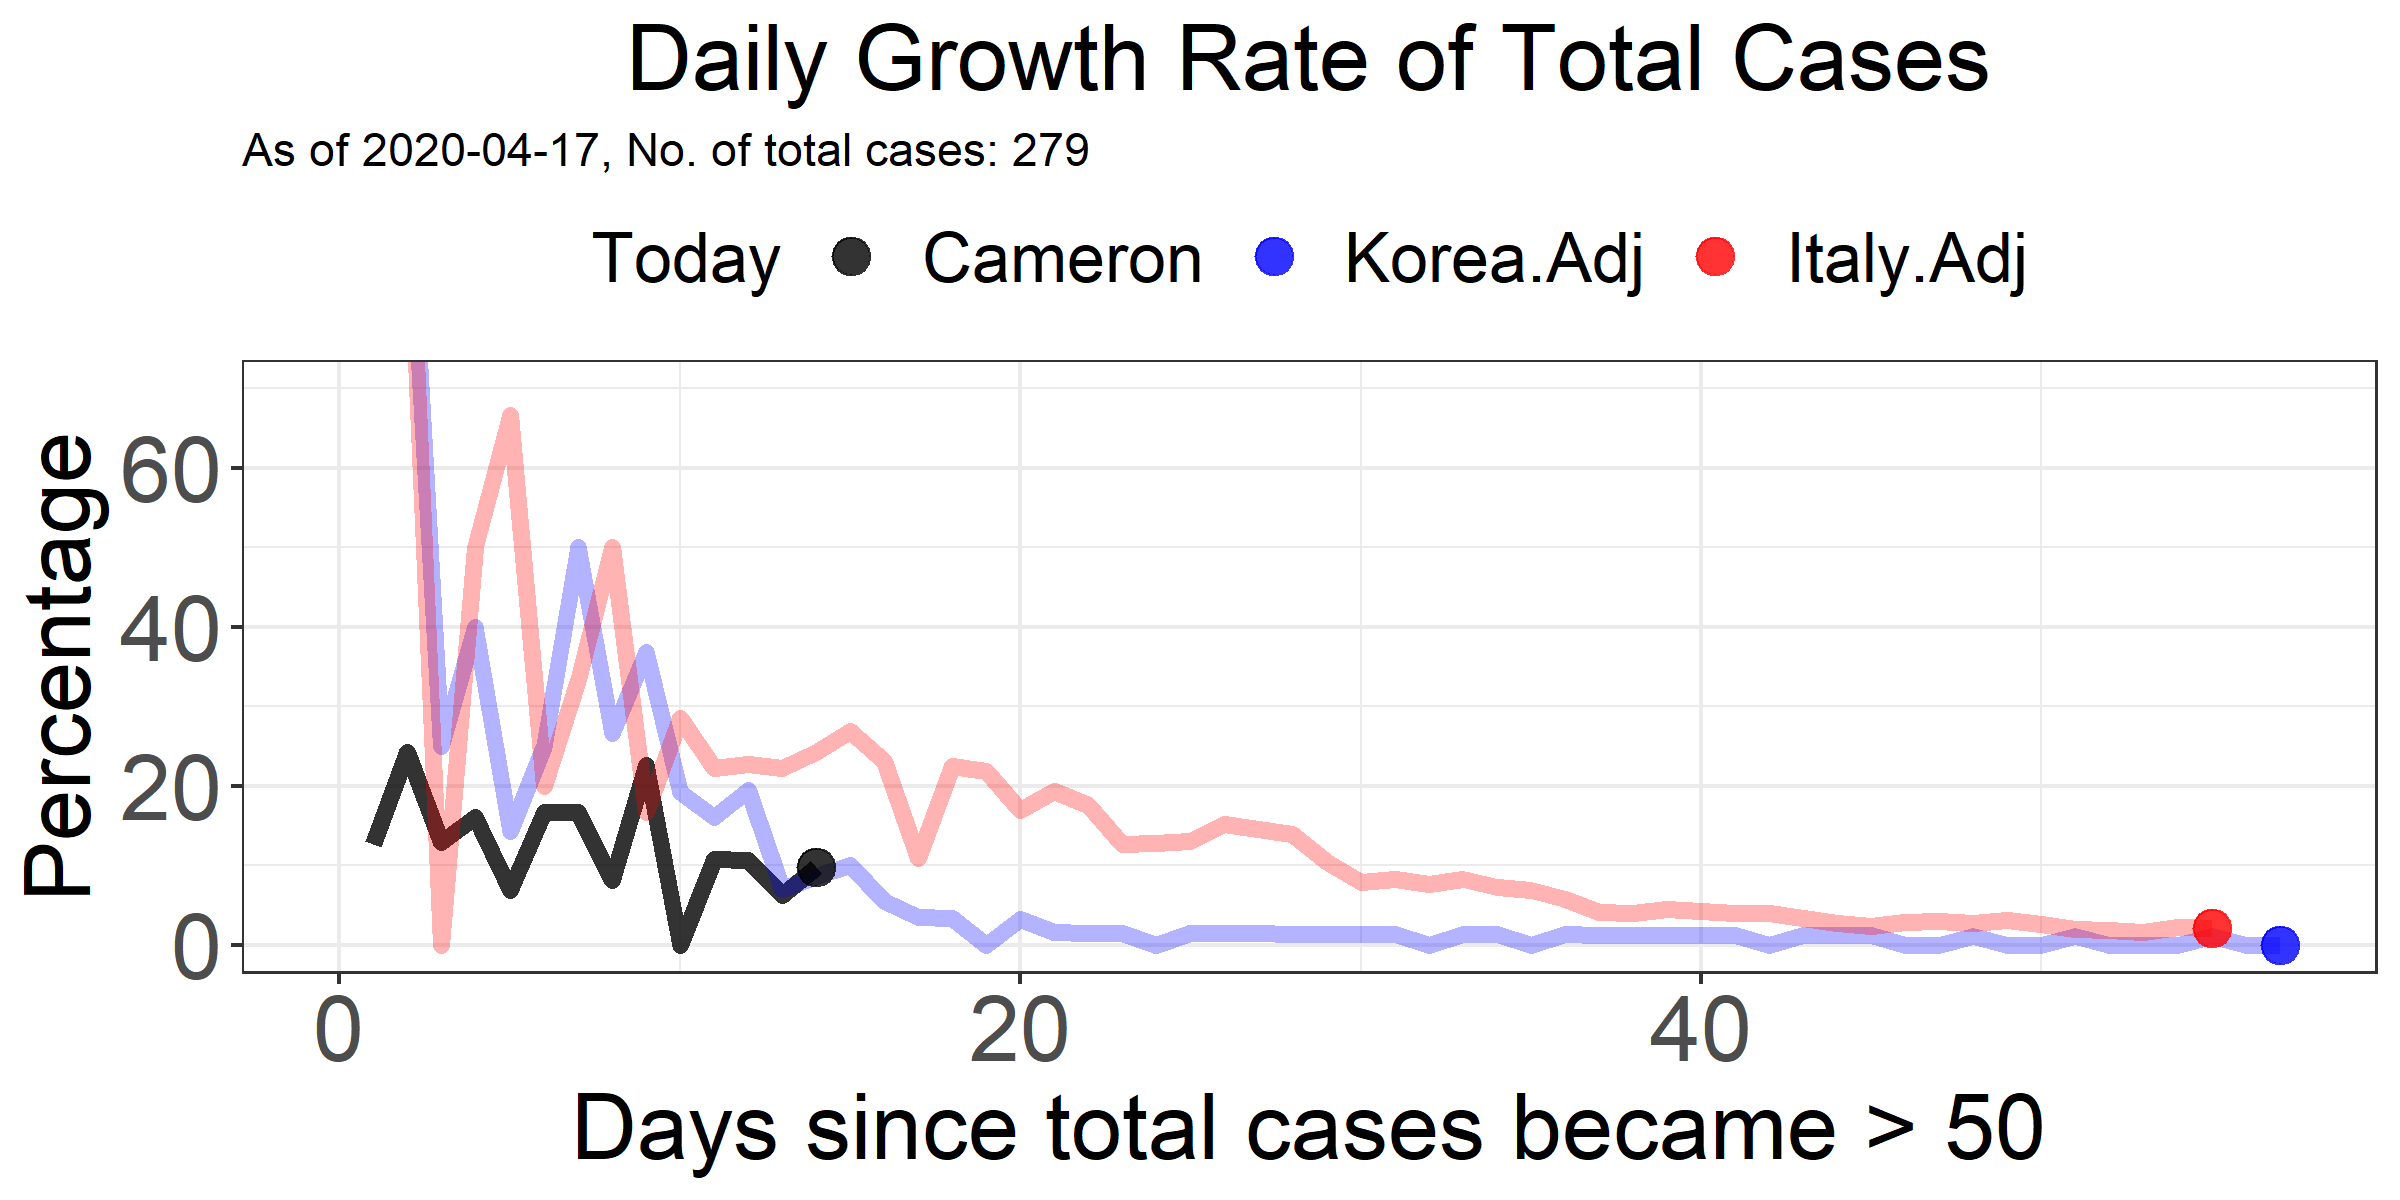 Daily Growth Rate of Total Cases
As of 2020-04-17, No. of total cases: 279
Today Cameron Korea.Adj Italy.Adj
Percentage
60
40
20
0
0 20 40
Days since total cases became > 50